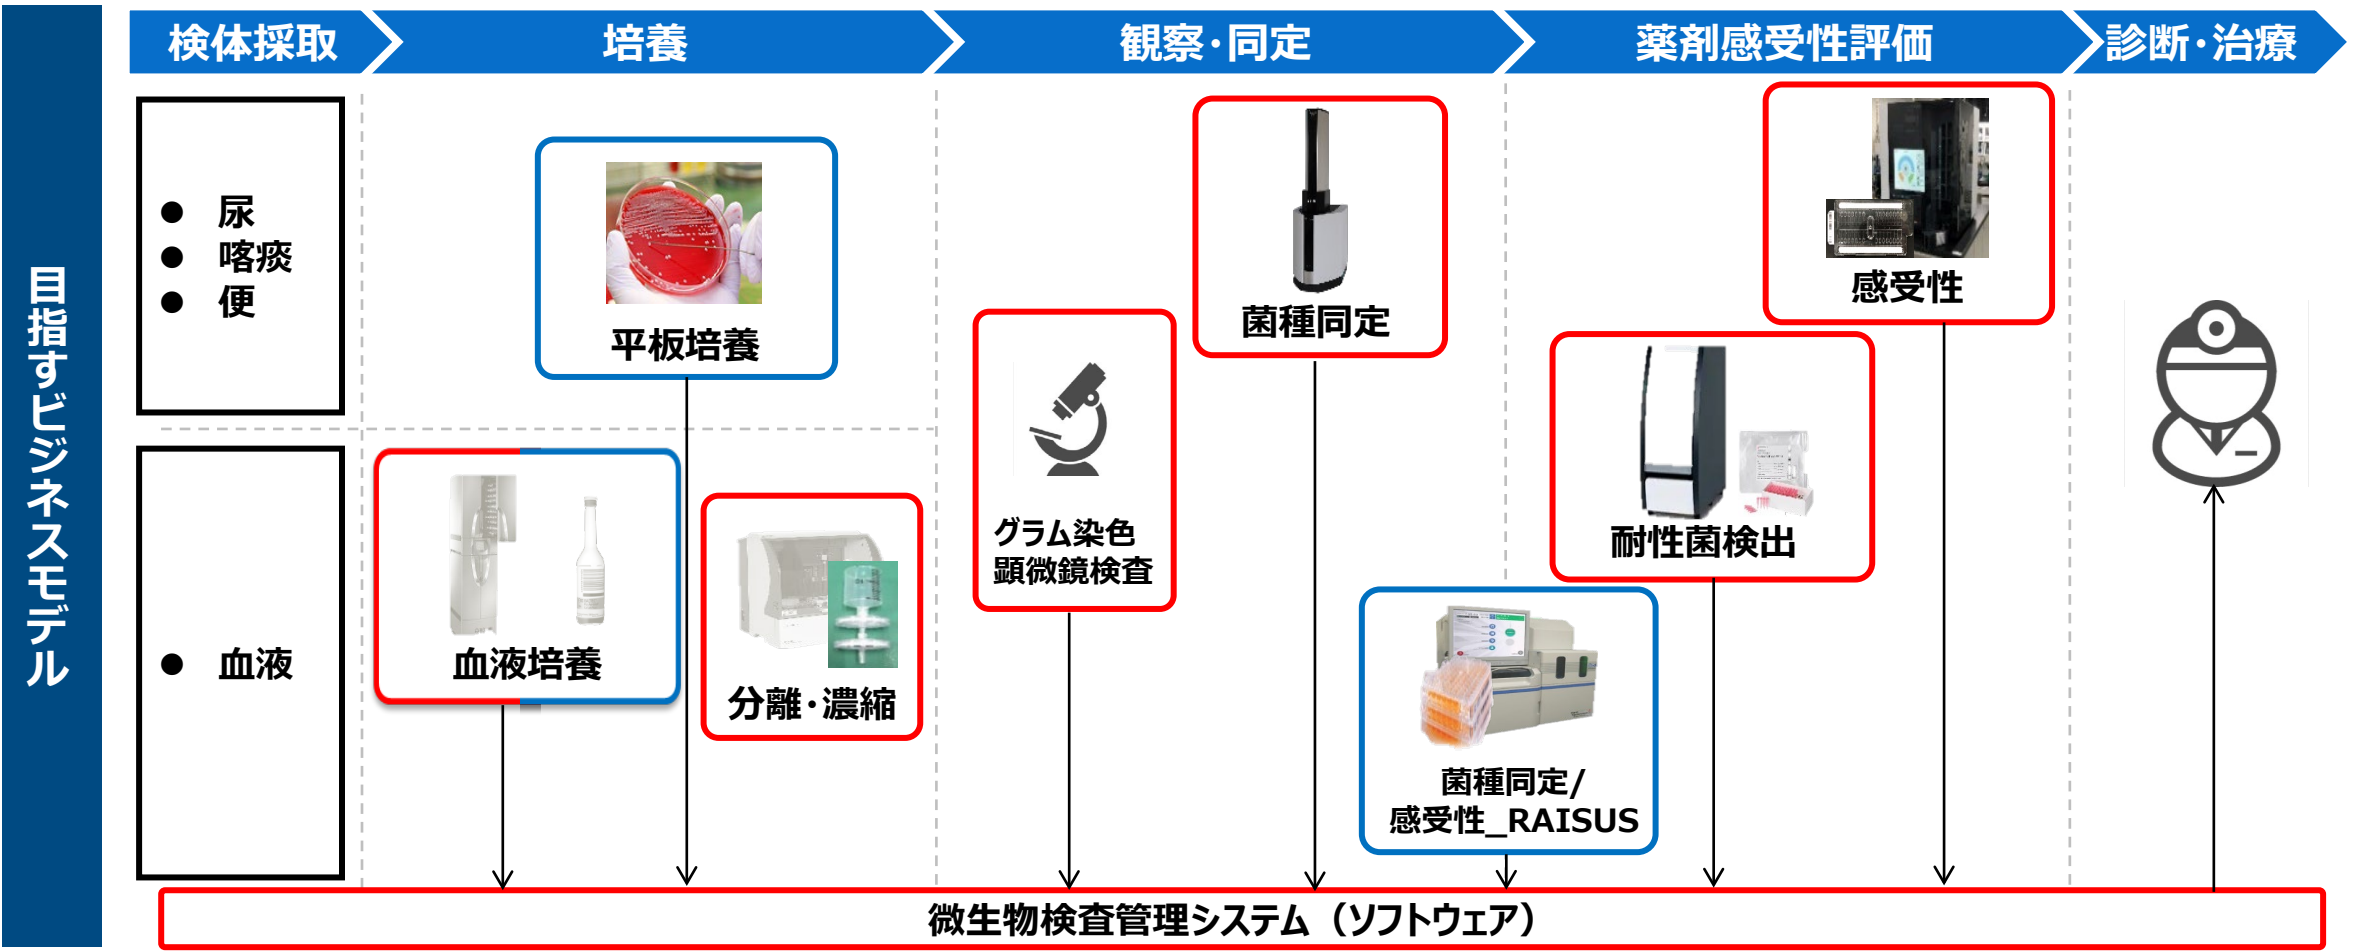 目指すビジネスモデル
検体採取
培養
観察・同定
薬剤感受性評価
診断・治療
● 尿
● 喀痰
● 便
● 血液
平板培養
血液培養
分離・濃縮
グラム染色
顕微鏡検査
菌種同定
感受性
耐性菌検出
菌種同定/
感受性_RAISUS
微生物検査管理システム（ソフトウェア）